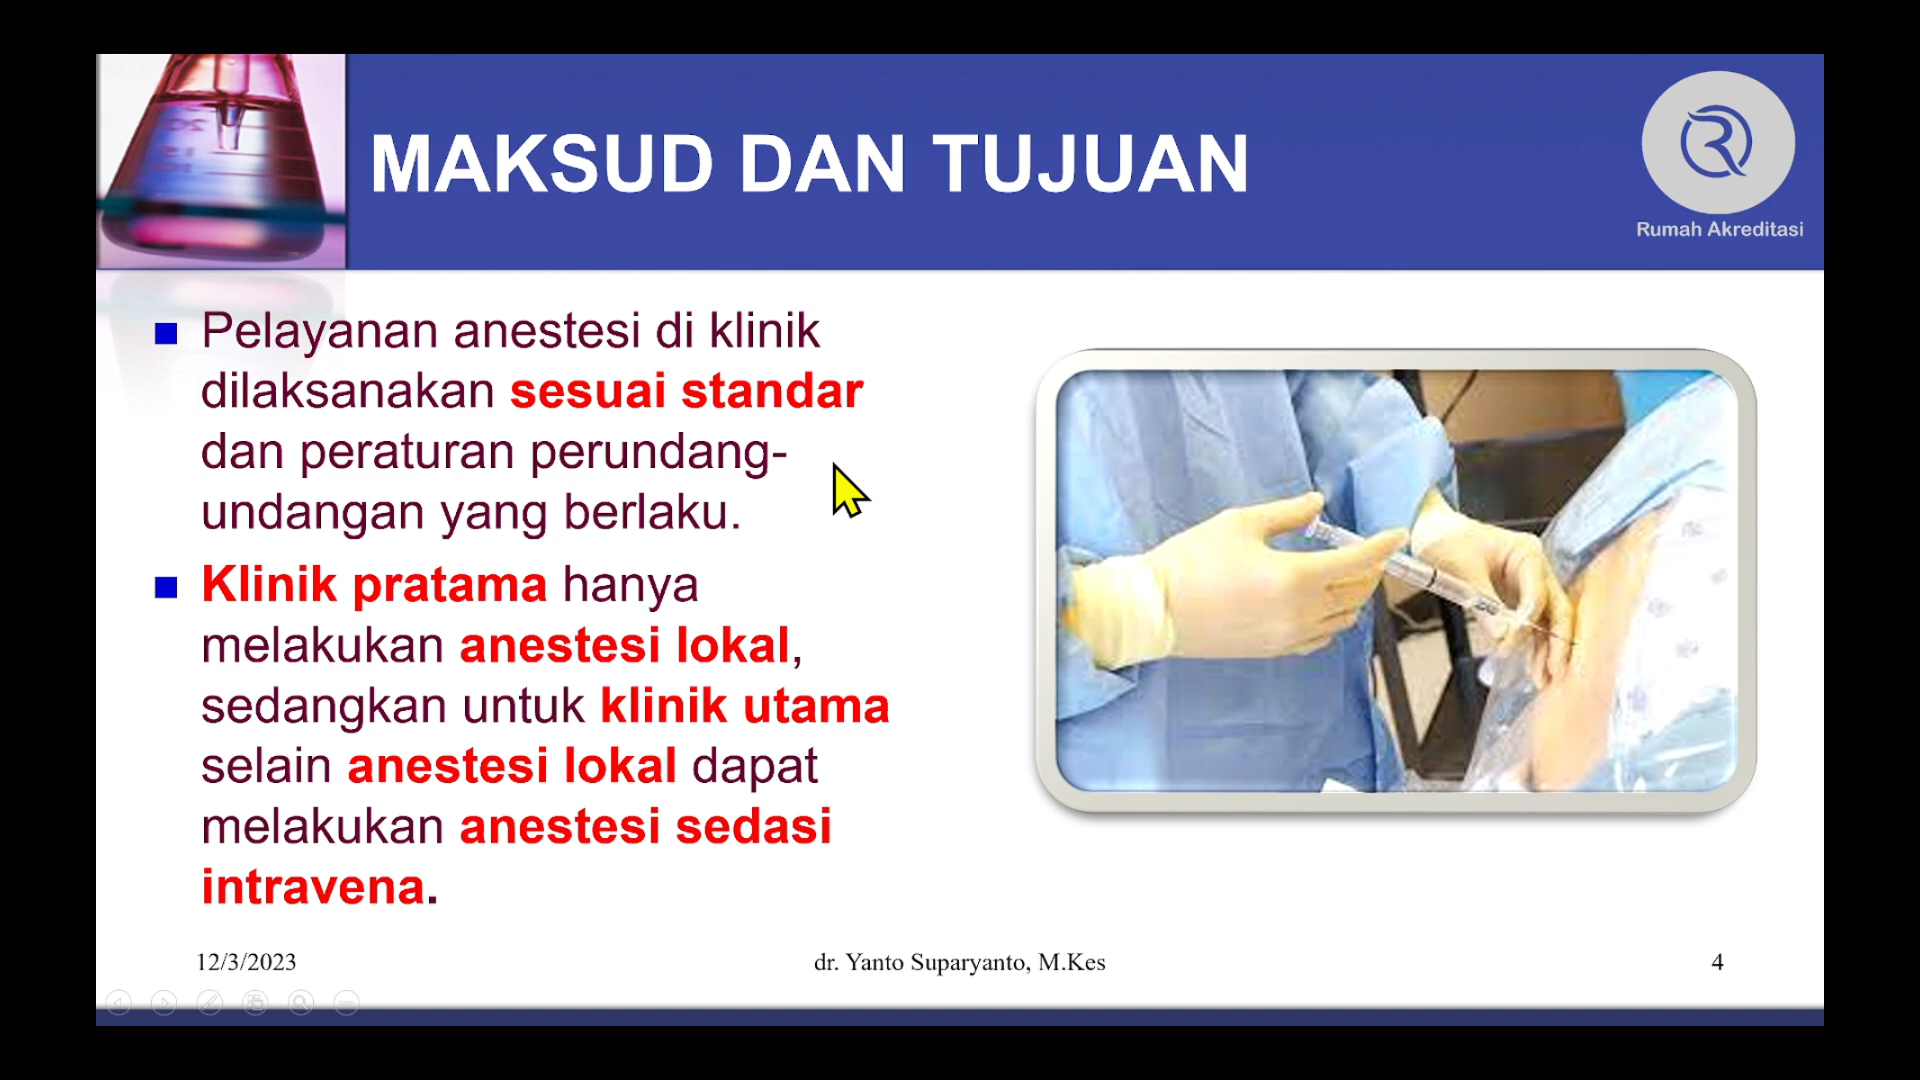 MAKSUD DAN TUJUAN
Rumah Akreditasi
Pelayanan anestesi di klinik
dilaksanakan sesuai standar
dan peraturan perundang-
undangan yang berlaku.
Klinik pratama hanya
melakukan anestesi lokal,
sedangkan untuk klinik utama
selain anestesi lokal dapat
melakukan anestesi sedasi
intravena.
12/3/2023
dr. Yanto Suparyanto, M.Kes
4